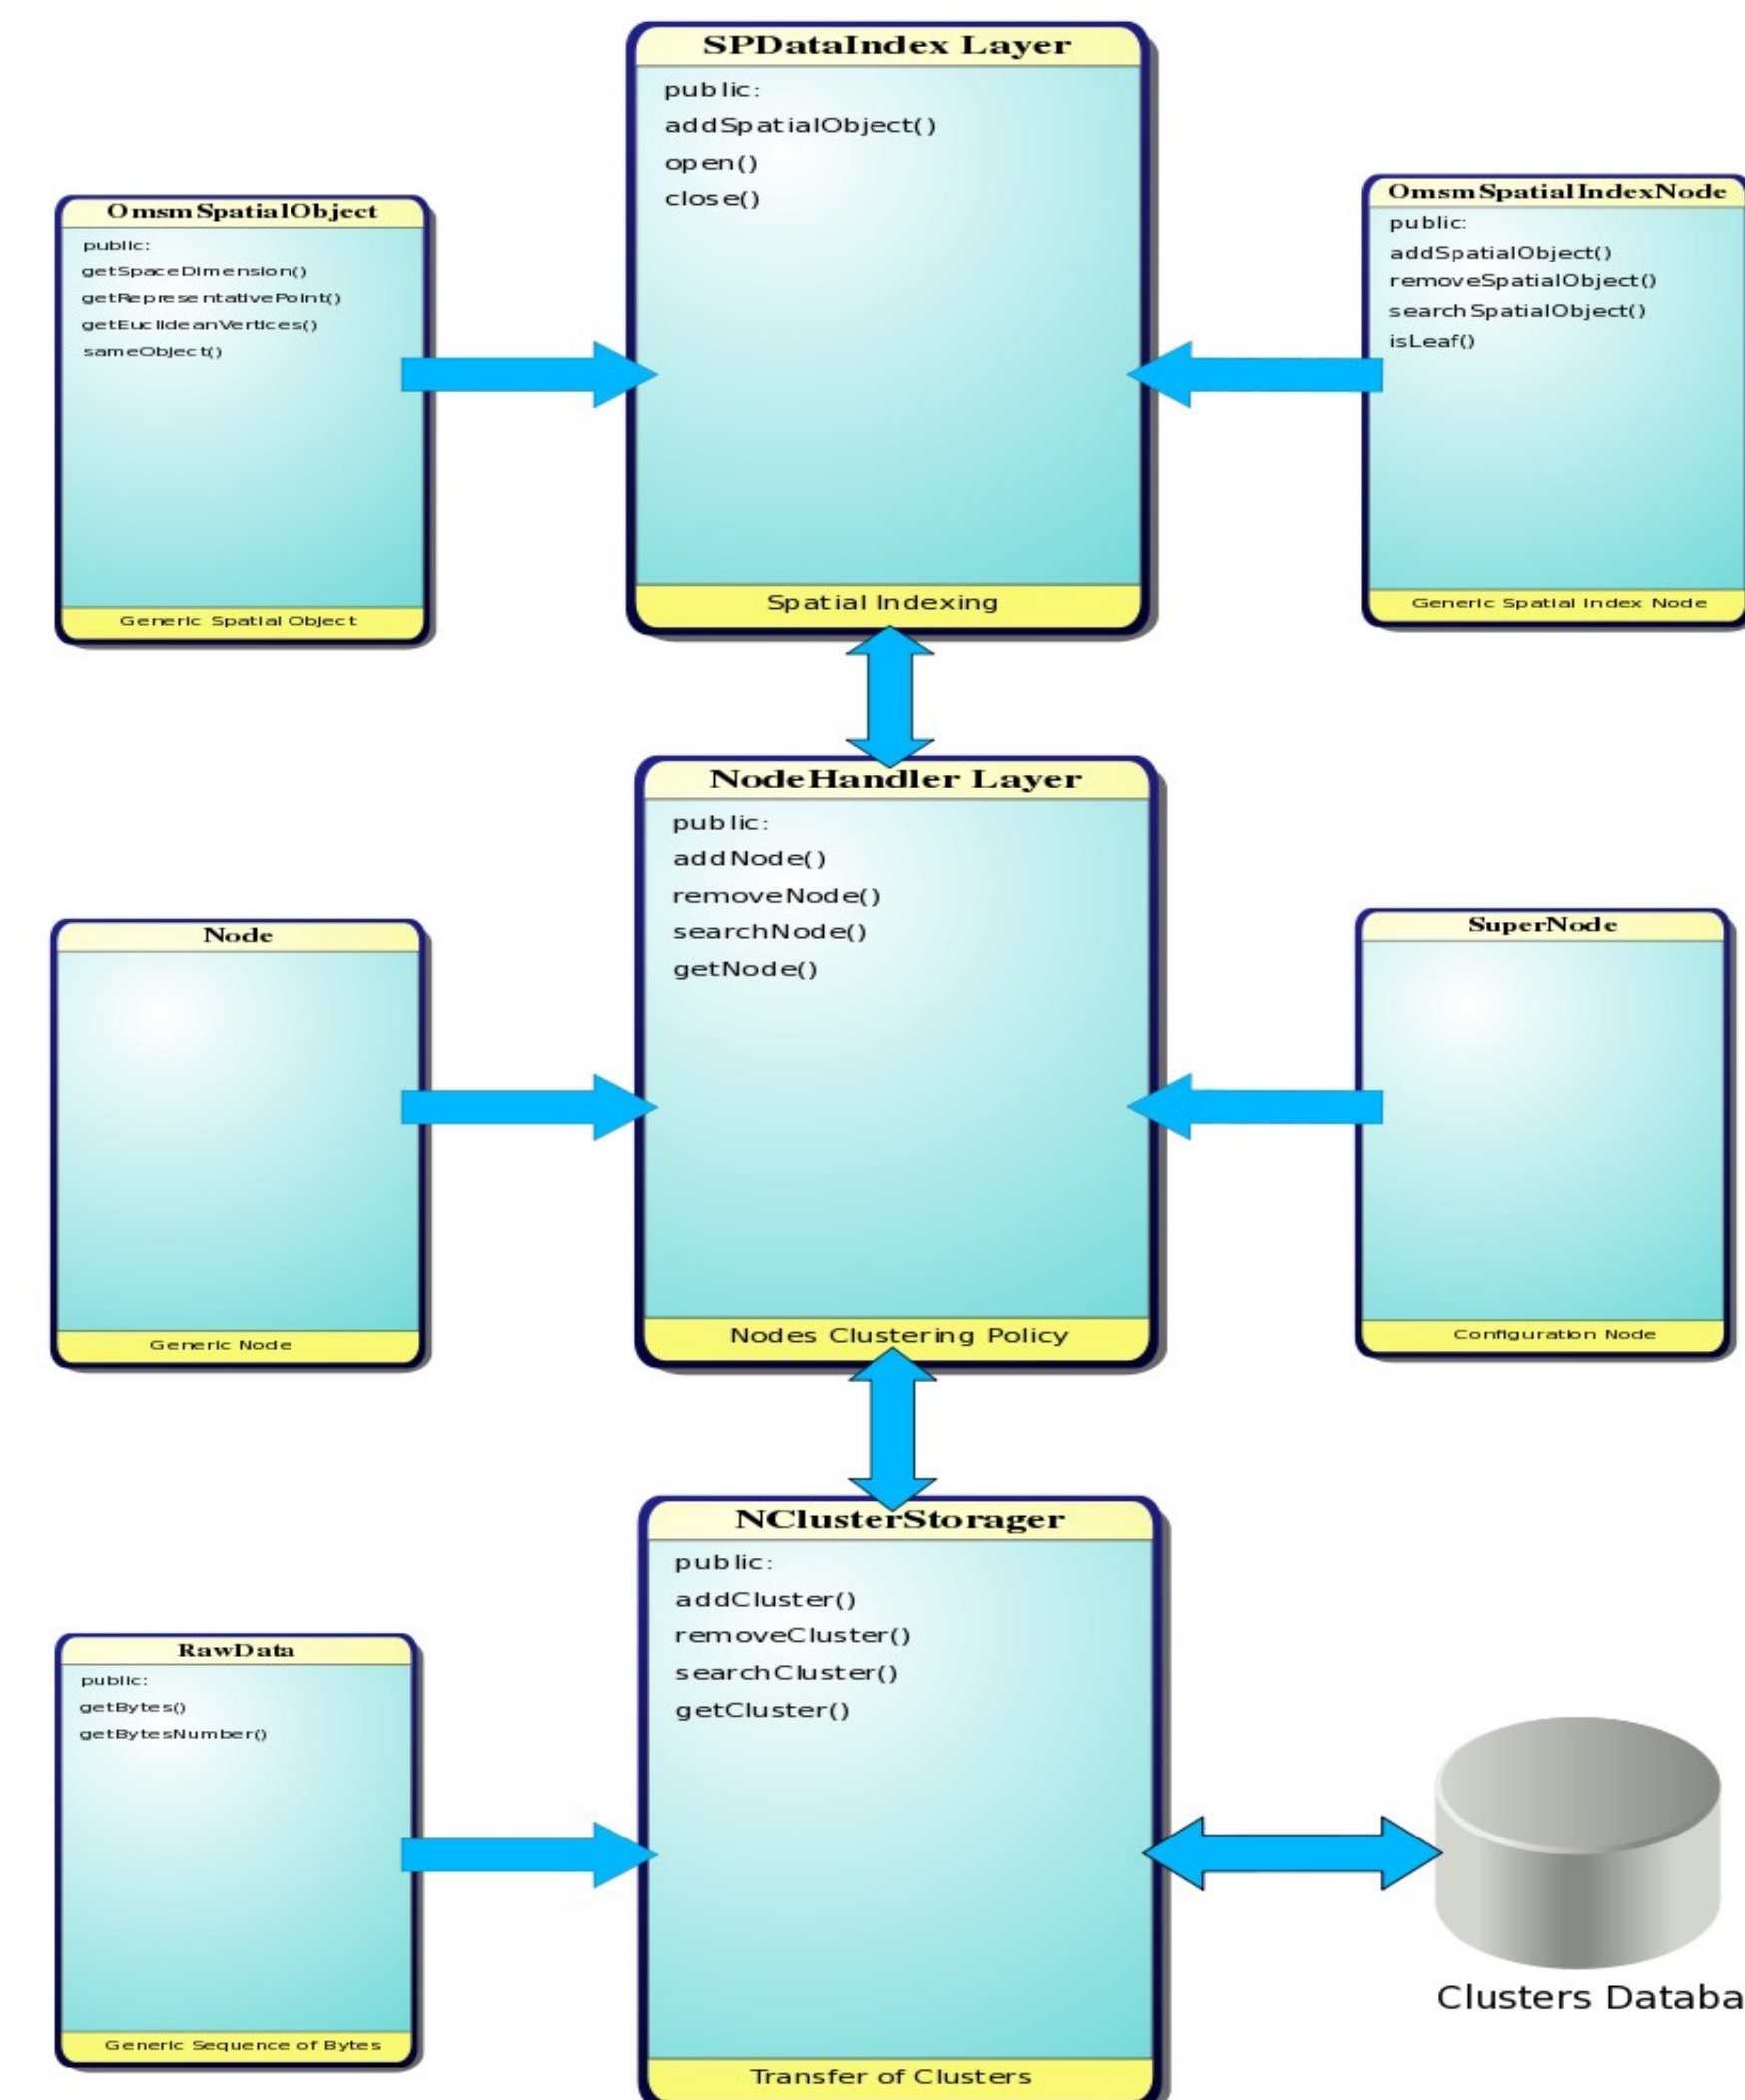 SPDataIndex Layer
public:
addSpatialObject()
open()
close()
Spatial Indexing
OmsmSpatialObject
public:
getSpaceDimension()
getRepresentativePoint()
getEuclideanVertices()
sameObject()
Generic Spatial Object
OmsmSpatialIndexNode
public:
addSpatialObject()
removeSpatialObject()
searchSpatialObject()
isLeaf()
Generic Spatial Index Node
NodeHandler Layer
public:
addNode()
removeNode()
searchNode()
getNode()
Nodes Clustering Policy
Node
Generic Node
SuperNode
Configuration Node
NClusterStorager
public:
addCluster()
removeCluster()
searchCluster()
getCluster()
Transfer of Clusters
RawData
public:
getBytes()
getBytesNumber()
Generic Sequence of Bytes
Clusters Databa